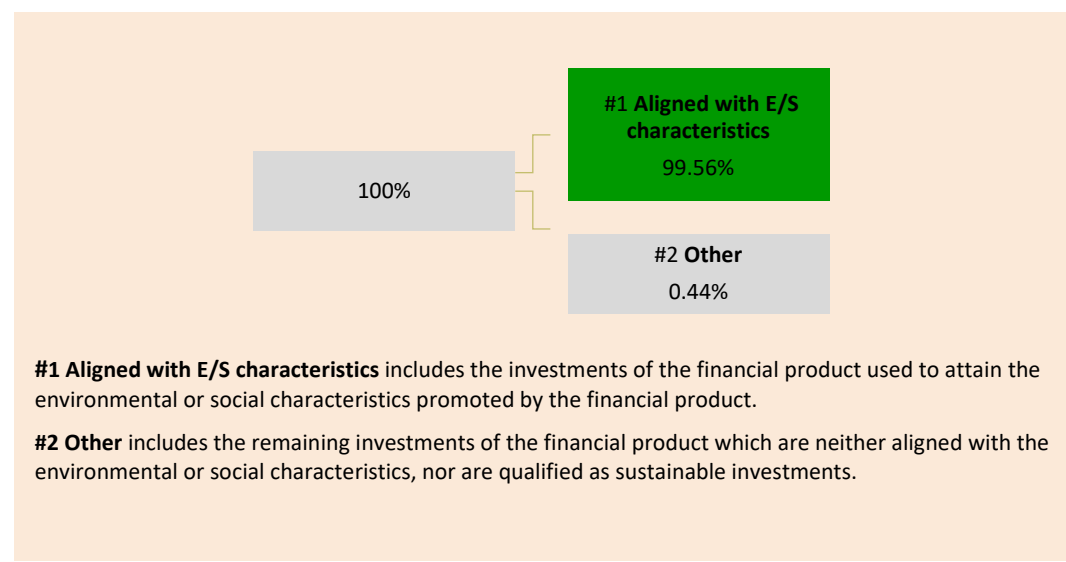 #1 Aligned with E/S
characteristics
99.56%
100%
#2 Other
0.44%
#1 Aligned with E/S characteristics includes the investments of the financial product used to attain the
environmental or social characteristics promoted by the financial product.
#2 Other includes the remaining investments of the financial product which are neither aligned with the
environmental or social characteristics, nor are qualified as sustainable investments.